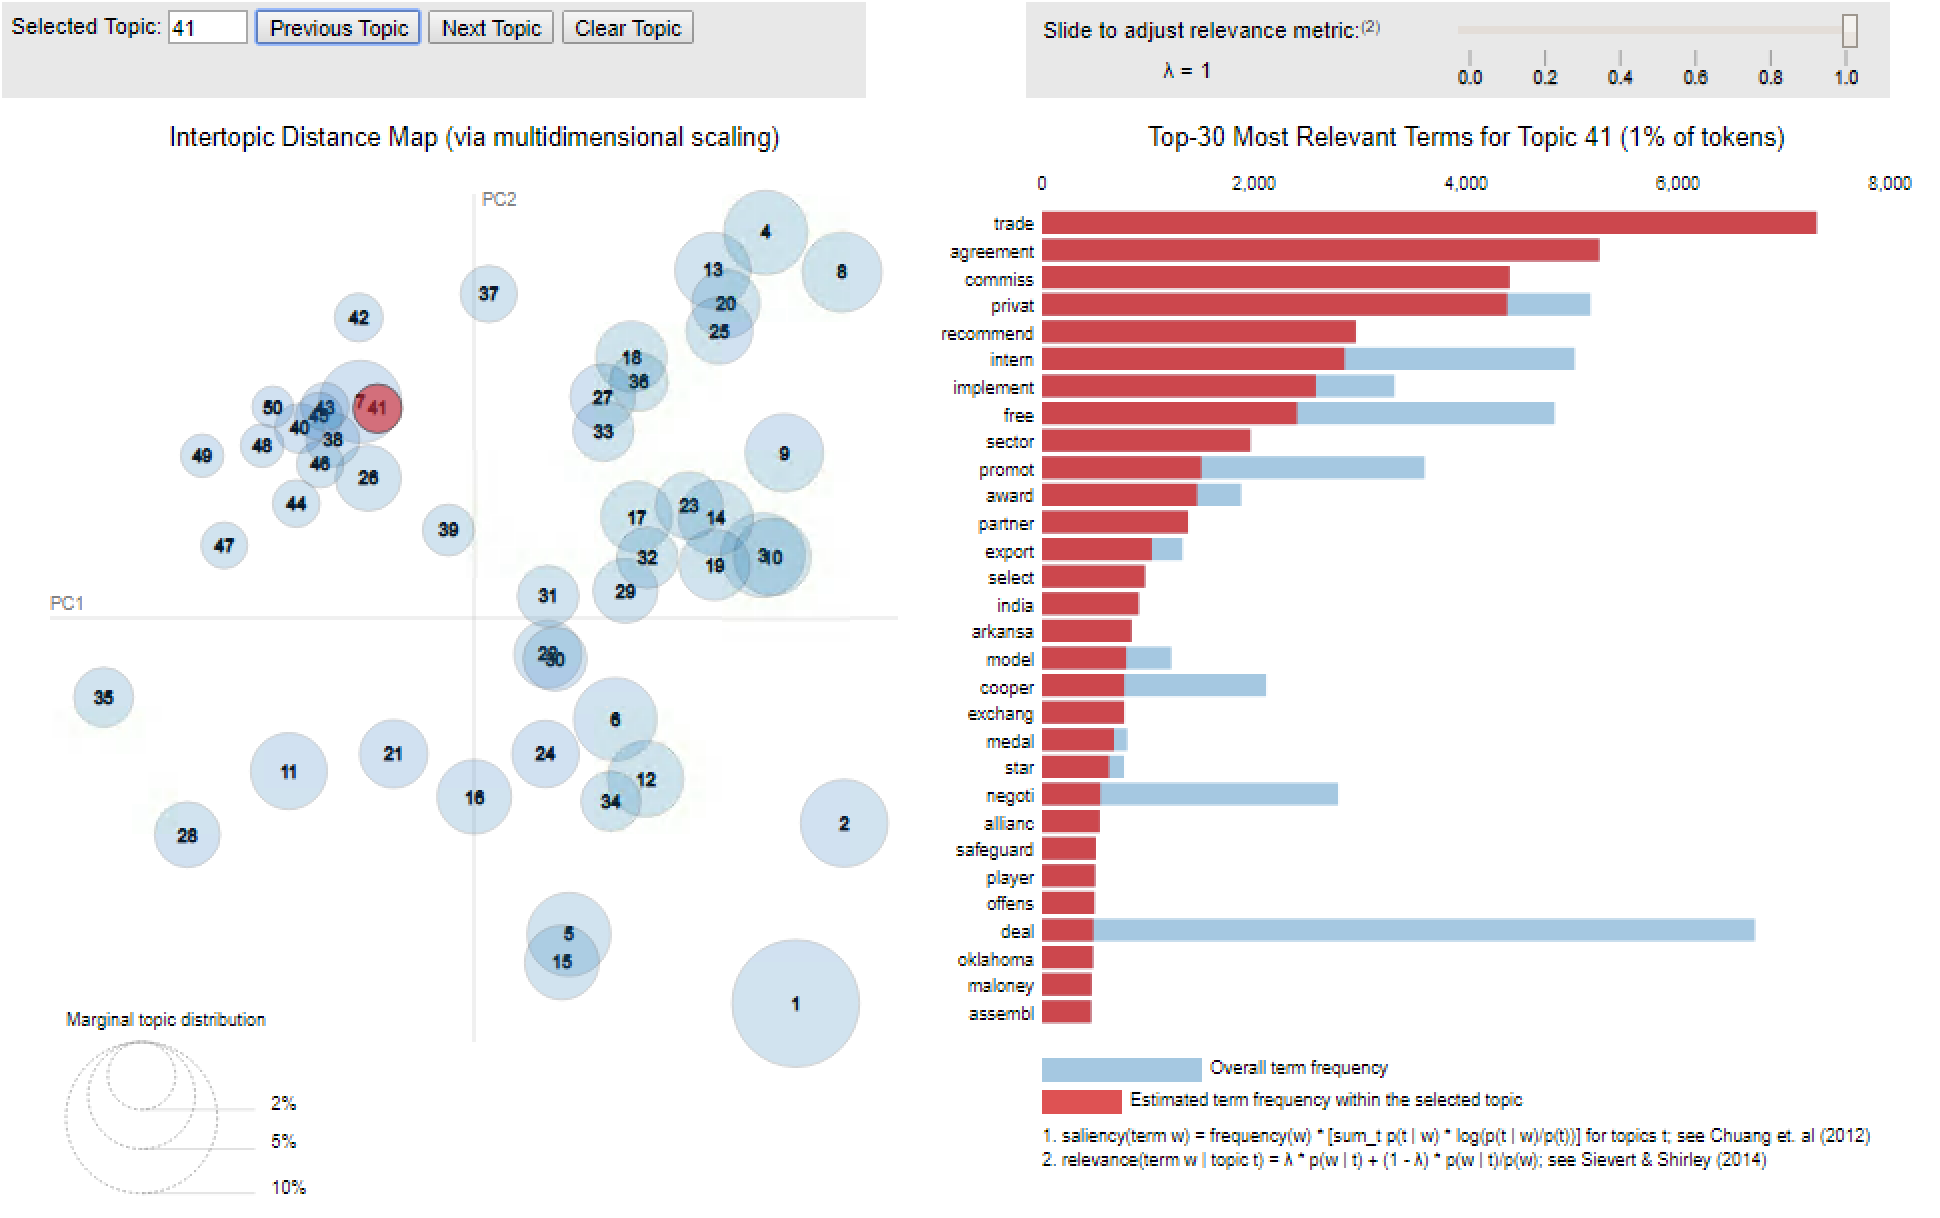 Selected Topic: 41 Previous Topic Next Topic Clear Topic
Slide to adjust relevance metric:(2)
λ = 1
0.0 0.2 0.4 0.6 0.8 1.0
Intertopic Distance Map (via multidimensional scaling)
PC2
PC1
4
8
13
20
25
37
42
18
36
27
33
9
50
43
7
41
40
38
48
49
46
26
44
47
39
23
17
14
32
19
3
10
29
31
30
35
6
21
24
11
12
16
34
28
2
5
15
1
Marginal topic distribution
2%
5%
10%
Top-30 Most Relevant Terms for Topic 41 (1% of tokens)
0 2,000 4,000 6,000 8,000
trade
agreement
commiss
privat
recommend
intern
implement
free
sector
promot
award
partner
export
select
india
arkansa
model
cooper
exchang
medal
star
negoti
allianc
safeguard
player
offens
deal
oklahoma
maloney
assembl
Overall term frequency
Estimated term frequency within the selected topic
1. saliency(term w) = frequency(w) * [sum_t p(t | w) * log(p(t | w)/p(t))] for topics t; see Chuang et. al (2012)
2. relevance(term w | topic t) = λ * p(w | t) + (1 - λ) * p(w | t)/p(w); see Sievert & Shirley (2014)